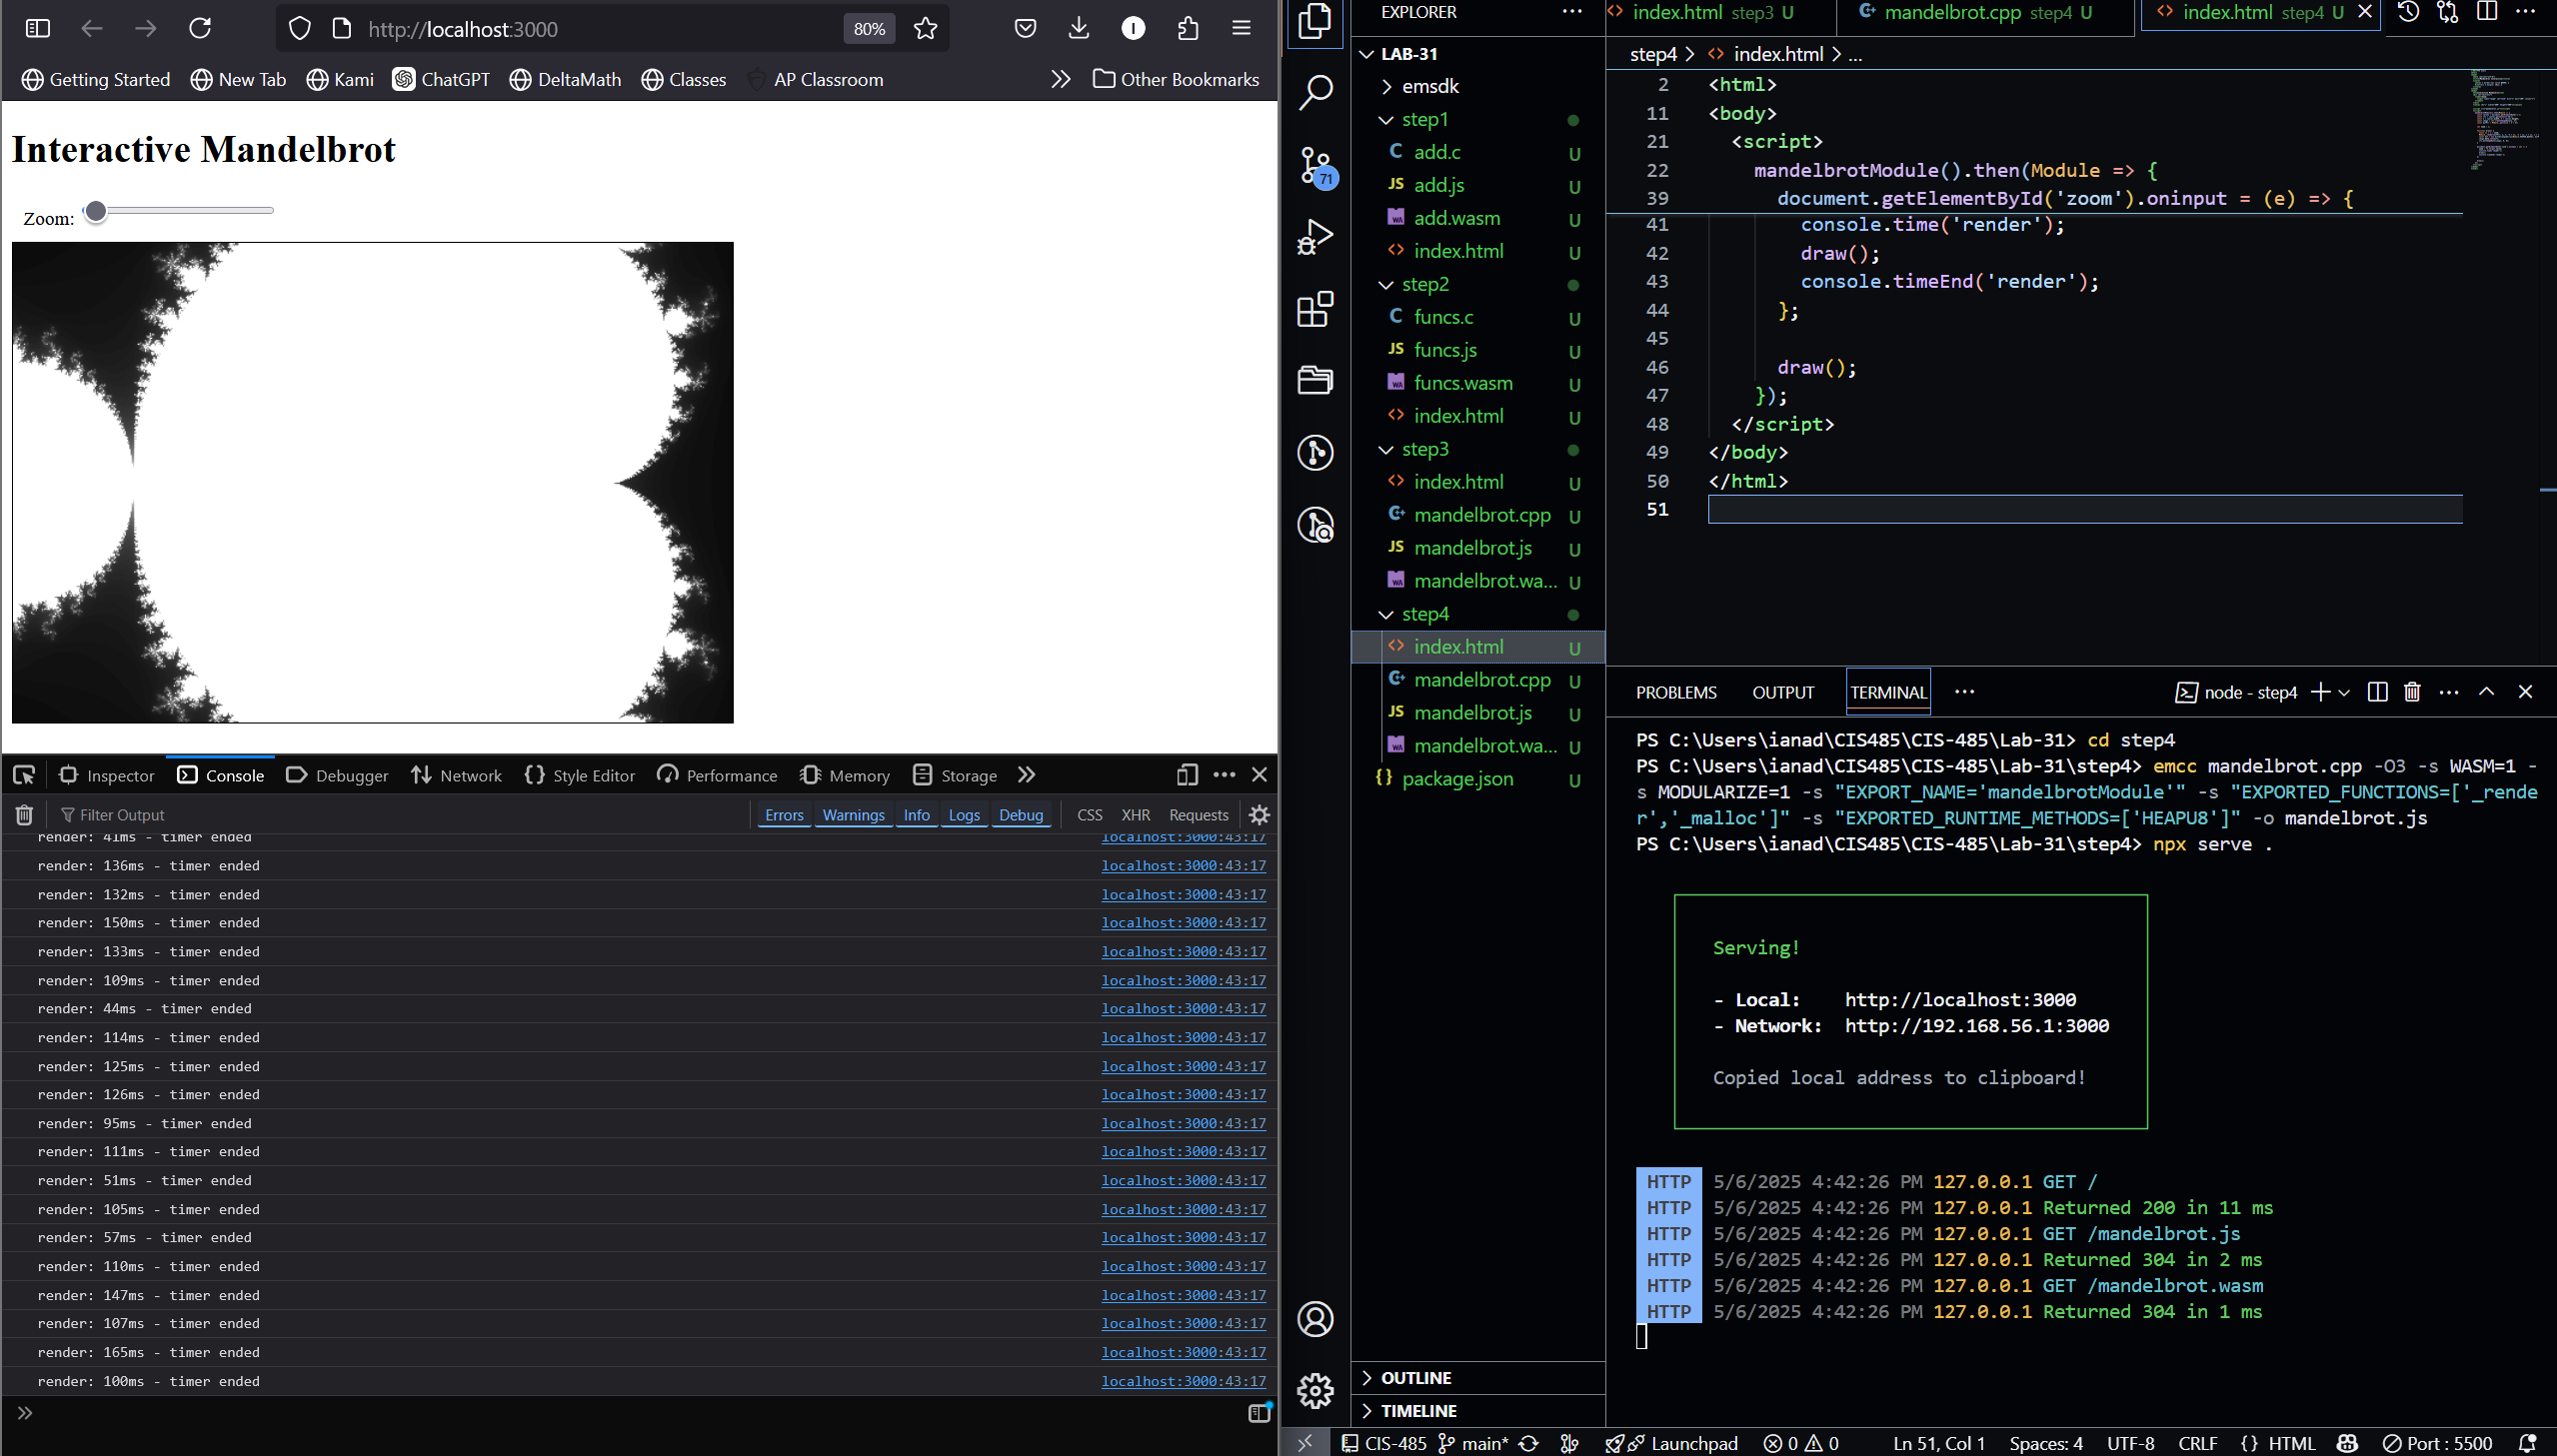 http://localhost:3000
80%
Getting Started
New Tab
Kami
ChatGPT
DeltaMath
Classes
AP Classroom
Other Bookmarks
Interactive Mandelbrot
Zoom:
Inspector
Console
Debugger
Network
Style Editor
Performance
Memory
Storage
Filter Output
Errors
Warnings
Info
Logs
Debug
CSS
XHR
Requests
render: 41ms - timer ended localhost:3000:43:17
render: 136ms - timer ended localhost:3000:43:17
render: 132ms - timer ended localhost:3000:43:17
render: 150ms - timer ended localhost:3000:43:17
render: 133ms - timer ended localhost:3000:43:17
render: 109ms - timer ended localhost:3000:43:17
render: 44ms - timer ended localhost:3000:43:17
render: 114ms - timer ended localhost:3000:43:17
render: 125ms - timer ended localhost:3000:43:17
render: 126ms - timer ended localhost:3000:43:17
render: 95ms - timer ended localhost:3000:43:17
render: 111ms - timer ended localhost:3000:43:17
render: 51ms - timer ended localhost:3000:43:17
render: 105ms - timer ended localhost:3000:43:17
render: 57ms - timer ended localhost:3000:43:17
render: 110ms - timer ended localhost:3000:43:17
render: 147ms - timer ended localhost:3000:43:17
render: 107ms - timer ended localhost:3000:43:17
render: 165ms - timer ended localhost:3000:43:17
render: 100ms - timer ended localhost:3000:43:17
71
EXPLORER
LAB-31
emsdk
step1
C add.c U
JS add.js U
WA add.wasm U
<> index.html U
step2
C funcs.c U
JS funcs.js U
WA funcs.wasm U
<> index.html U
step3
<> index.html U
C+ mandelbrot.cpp U
JS mandelbrot.js U
WA mandelbrot.wa... U
step4
<> index.html U
C+ mandelbrot.cpp U
JS mandelbrot.js U
WA mandelbrot.wa... U
{} package.json U
OUTLINE
TIMELINE
<> index.html step3 U
C+ mandelbrot.cpp step4 U
<> index.html step4 U
step4 > <> index.html > ...
2 <html>
11 <body>
21 <script>
22 mandelbrotModule().then(Module => {
39 document.getElementById('zoom').oninput = (e) => {
41 console.time('render');
42 draw();
43 console.timeEnd('render');
44 };
45
46 draw();
47 });
48 </script>
49 </body>
50 </html>
51
PROBLEMS OUTPUT TERMINAL ...
node - step4
PS C:\Users\ianad\CIS485\CIS-485\Lab-31> cd step4
PS C:\Users\ianad\CIS485\CIS-485\Lab-31\step4> emcc mandelbrot.cpp -O3 -s WASM=1 -
s MODULARIZE=1 -s "EXPORT_NAME='mandelbrotModule'" -s "EXPORTED_FUNCTIONS=['_rende
r','_malloc']" -s "EXPORTED_RUNTIME_METHODS=['HEAPU8']" -o mandelbrot.js
PS C:\Users\ianad\CIS485\CIS-485\Lab-31\step4> npx serve .
Serving!
- Local: http://localhost:3000
- Network: http://192.168.56.1:3000
Copied local address to clipboard!
HTTP 5/6/2025 4:42:26 PM 127.0.0.1 GET /
HTTP 5/6/2025 4:42:26 PM 127.0.0.1 Returned 200 in 11 ms
HTTP 5/6/2025 4:42:26 PM 127.0.0.1 GET /mandelbrot.js
HTTP 5/6/2025 4:42:26 PM 127.0.0.1 Returned 304 in 2 ms
HTTP 5/6/2025 4:42:26 PM 127.0.0.1 GET /mandelbrot.wasm
HTTP 5/6/2025 4:42:26 PM 127.0.0.1 Returned 304 in 1 ms
CIS-485 main* Launchpad 0 0 Ln 51, Col 1 Spaces: 4 UTF-8 CRLF {} HTML Port : 5500